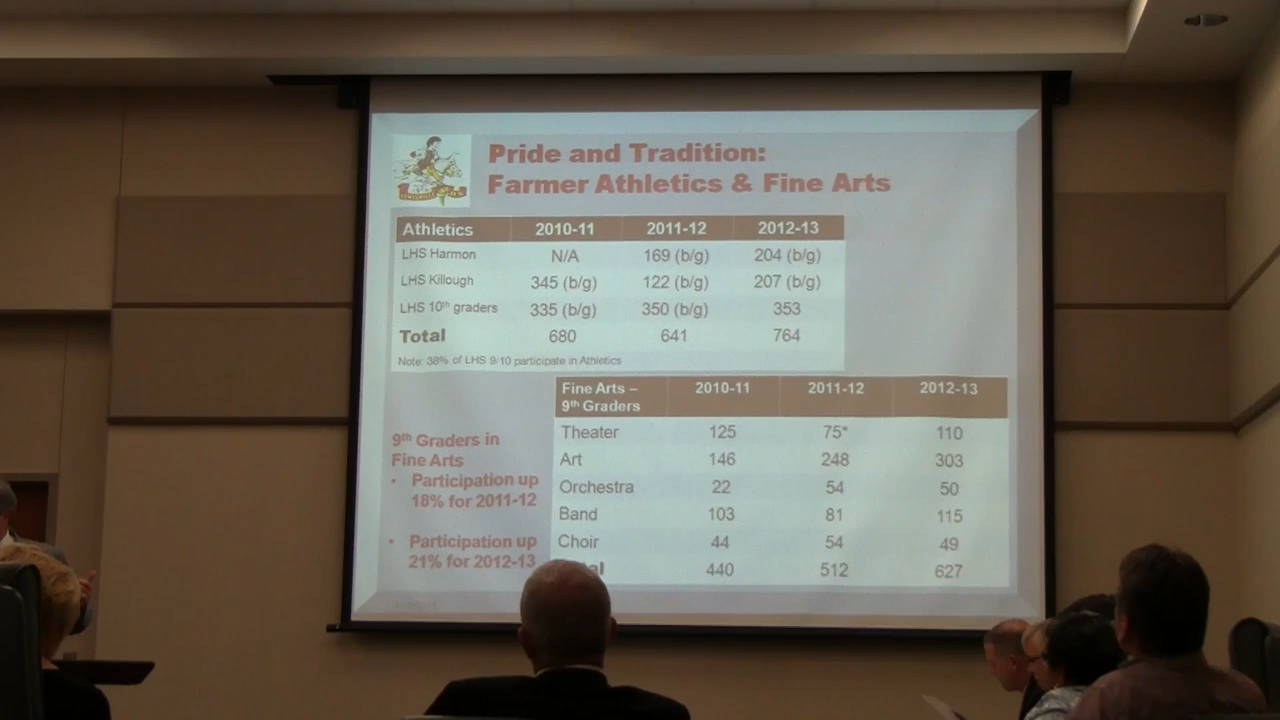 Pride and Tradition:
Farmer Athletics & Fine Arts
Athletics 2010-11 2011-12 2012-13
LHS Harmon N/A 169 (b/g) 204 (b/g)
LHS Killough 345 (b/g) 122 (b/g) 207 (b/g)
LHS 10th graders 335 (b/g) 350 (b/g) 353
Total 680 641 764
Note: 38% of LHS 9/10 participate in Athletics
Fine Arts – 2010-11 2011-12 2012-13
9th Graders
Theater 125 75* 110
Art 146 248 303
Orchestra 22 54 50
Band 103 81 115
Choir 44 54 49
440 512 627
9th Graders in
Fine Arts
• Participation up
18% for 2011-12
• Participation up
21% for 2012-13